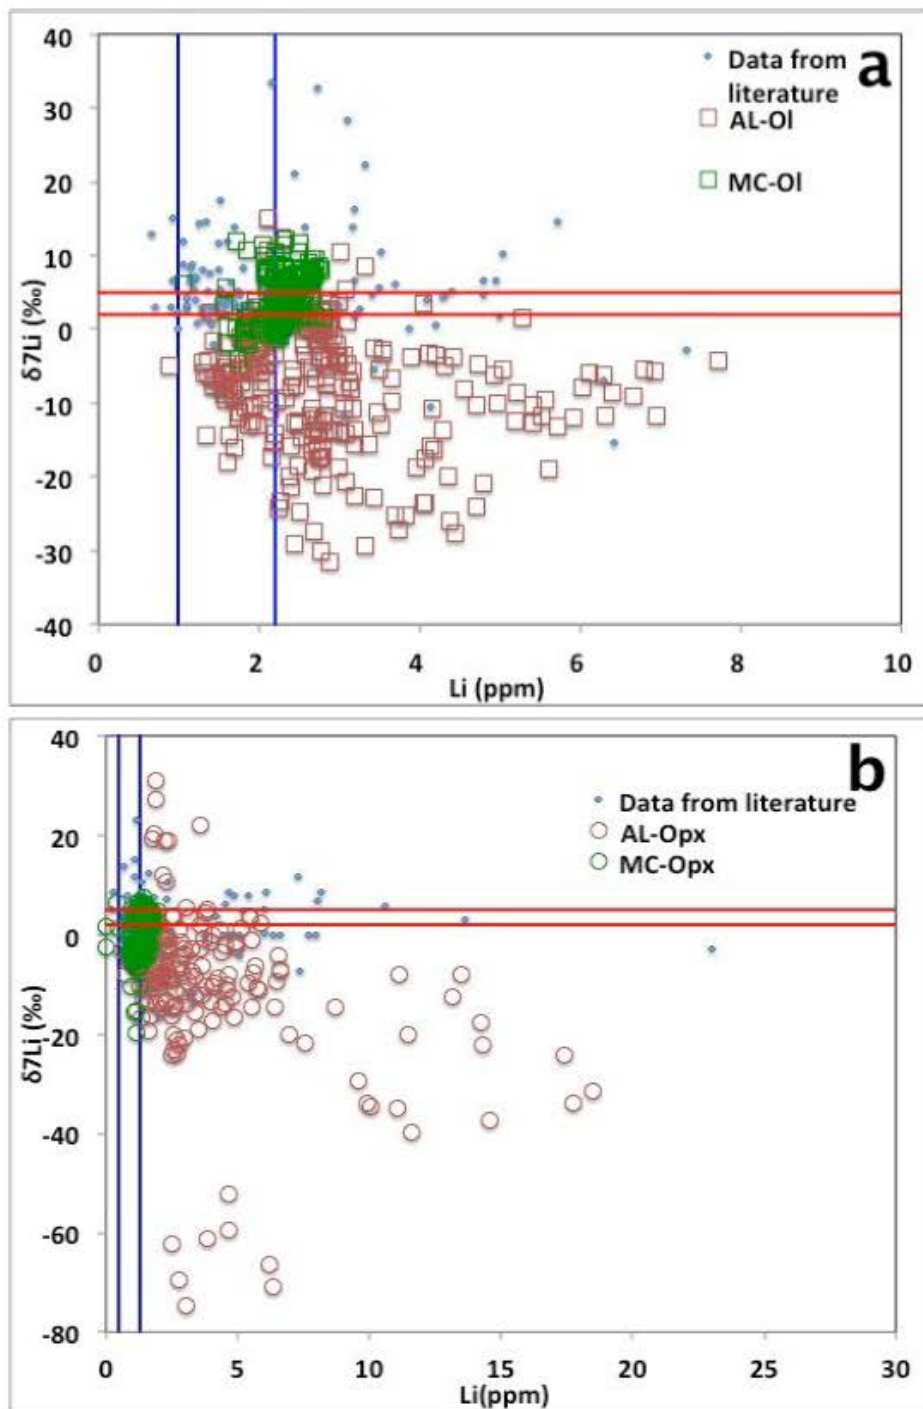 40
30
20
10
0
-10
-20
-30
-40
δ7Li (‰)
Data from
literature
AL-Ol
MC-Ol
a
0 2 4 6 8 10
Li (ppm)
40
20
0
-20
-40
-60
-80
δ7Li (‰)
b
Data from literature
AL-Opx
MC-Opx
0 5 10 15 20 25 30
Li(ppm)